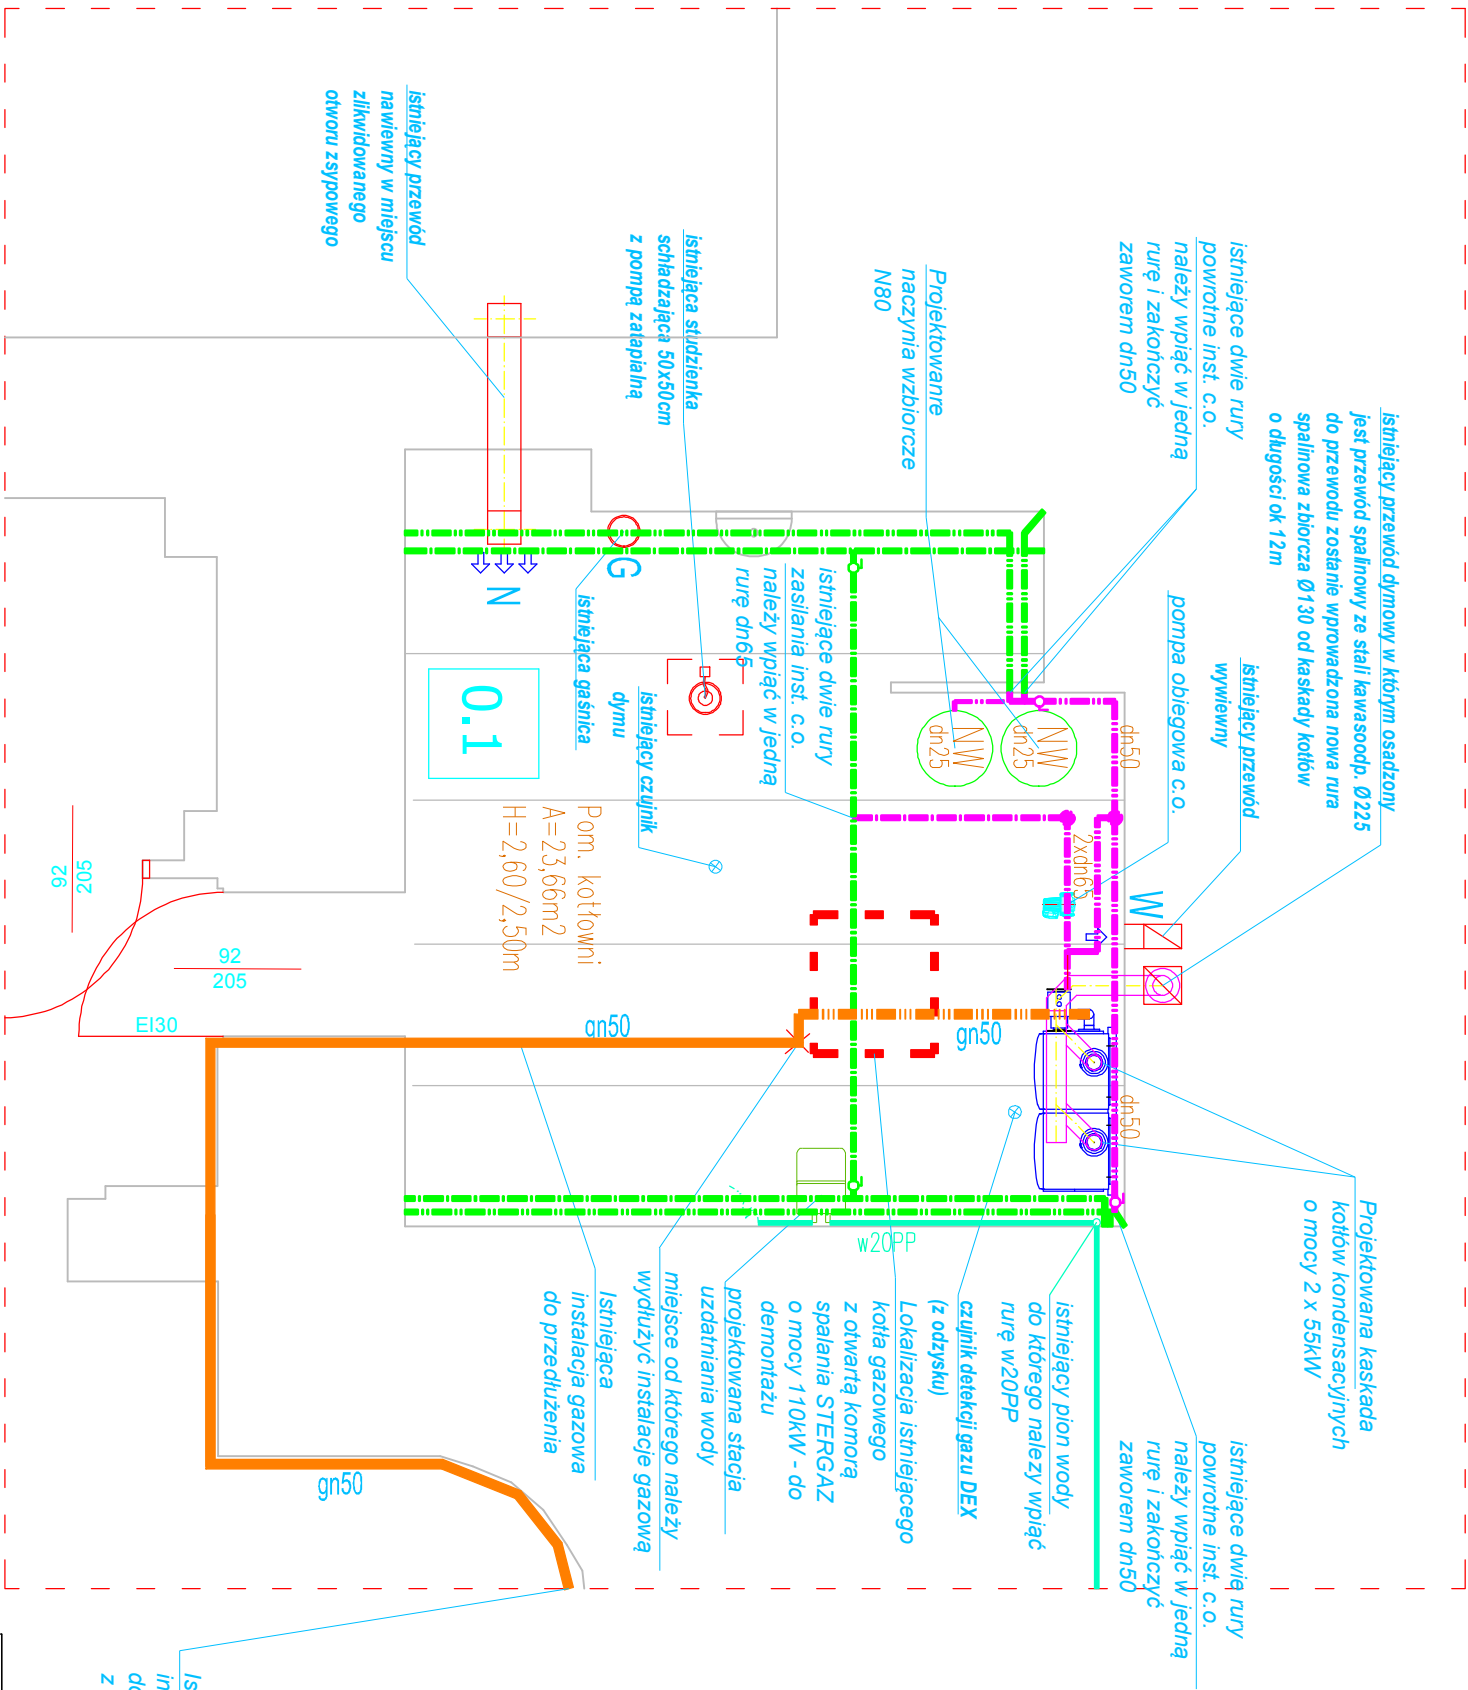 istniejący przewód dymowy w którym osadzony
jest przewód spalinowy ze stali kwasoodp. Ø225
do przewodu zostanie wprowadzona nowa rura
spalinowa zbiorcza Ø130 od kaskady kotłów
o długości ok 12m
istniejące dwie rury
powrotne inst. c.o.
należy wpiąć w jedną
rurę i zakończyć
zaworem dn50
istniejący przewód
wywiewny
pompa obiegowa c.o.
Projektowanre
naczynia wzbiorcze
N80
istniejąca studzienka
schładzająca 50x50cm
z pompą zatapialną
istniejący przewód
nawiewny w miejscu
zlikwidowanego
otworu zsypowego
istniejące dwie rury
zasilania inst. c.o.
należy wpiąć w jedną
rurę dn65
istniejący czujnik
dymu
istniejąca gaśnica
G
N
W
0.1
NW
dn25
NW
dn25
dn50
2xdn65
dn50
Pom. kotłowni
A=23,66m2
H=2,60/2,50m
92
205
92
205
EI30
gn50
gn50
gn50
w20PP
Projektowana kaskada
kotłów kondensacyjnych
o mocy 2 x 55kW
istniejące dwie rury
powrotne inst. c.o.
należy wpiąć w jedną
rurę i zakończyć
zaworem dn50
istniejący pion wody
do którego należy wpiąć
rurę w20PP
czujnik detekcji gazu DEX
(z odzysku)
Lokalizacja istniejącego
kotła gazowego
z otwartą komorą
spalania STERGAZ
o mocy 110kW - do
demontażu
projektowana stacja
uzdatniania wody
miejsce od którego należy
wydłużyć instalację gazową
Istniejąca
instalacja gazowa
do przedłużenia
Is
in
do
z